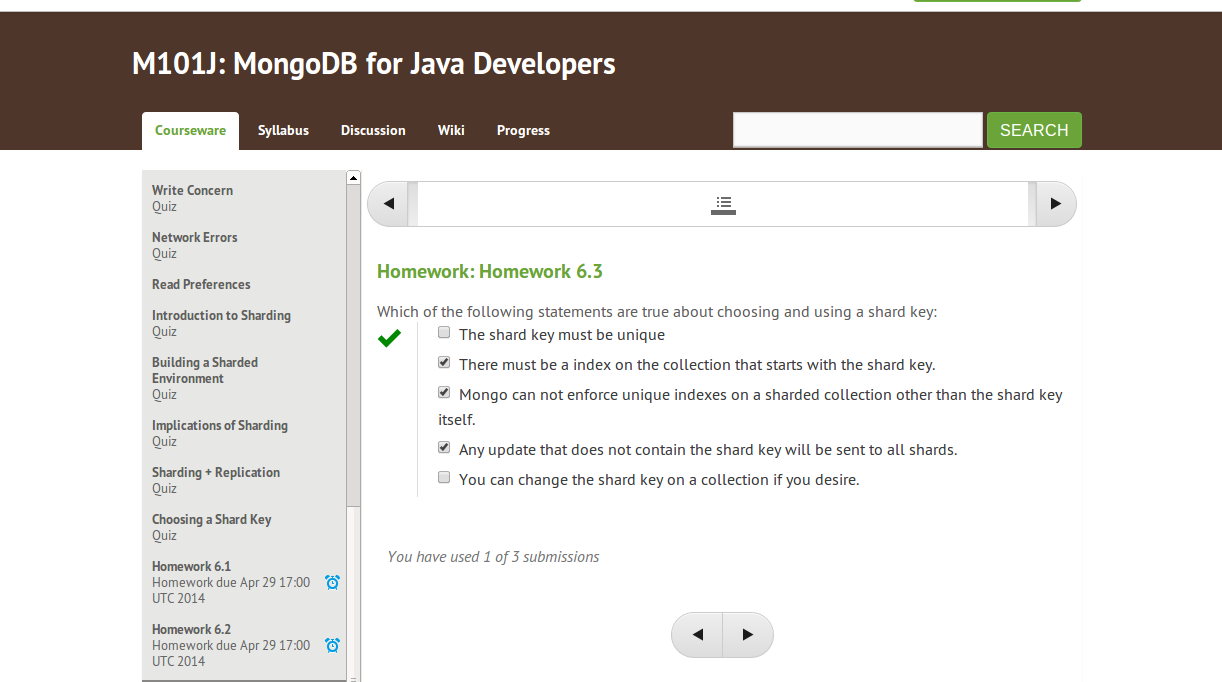 M101J: MongoDB for Java Developers
Courseware
Syllabus
Discussion
Wiki
Progress
SEARCH
Write Concern
Quiz
Network Errors
Quiz
Read Preferences
Introduction to Sharding
Quiz
Building a Sharded
Environment
Quiz
Implications of Sharding
Quiz
Sharding + Replication
Quiz
Choosing a Shard Key
Quiz
Homework 6.1
Homework due Apr 29 17:00
UTC 2014
Homework 6.2
Homework due Apr 29 17:00
UTC 2014
Homework: Homework 6.3
Which of the following statements are true about choosing and using a shard key:
The shard key must be unique
There must be a index on the collection that starts with the shard key.
Mongo can not enforce unique indexes on a sharded collection other than the shard key
itself.
Any update that does not contain the shard key will be sent to all shards.
You can change the shard key on a collection if you desire.
You have used 1 of 3 submissions